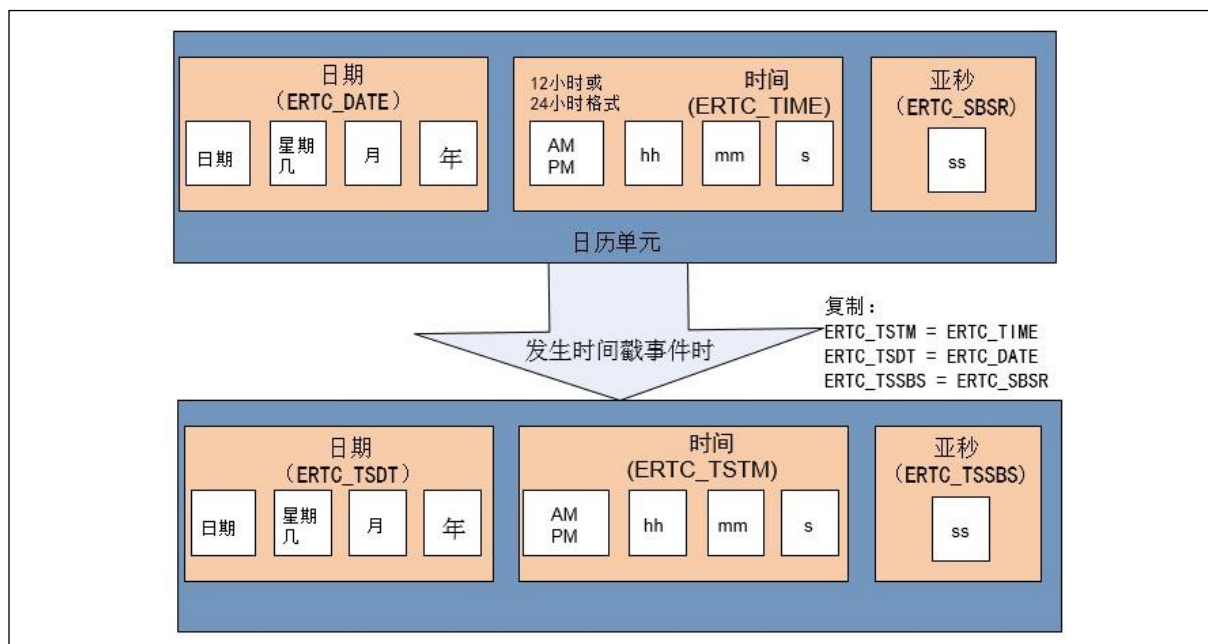 日期
(ERTC_DATE)
日期
星期
几
月
年
12小时或
24小时格式
时间
(ERTC_TIME)
AM
PM
hh
mm
s
亚秒
(ERTC_SBSR)
ss
日历单元
发生时间戳事件时
复制：
ERTC_TSTM = ERTC_TIME
ERTC_TSDT = ERTC_DATE
ERTC_TSSBS = ERTC_SBSR
日期
(ERTC_TSDT)
日期
星期
几
月
年
时间
(ERTC_TSTM)
AM
PM
hh
mm
s
亚秒
(ERTC_TSSBS)
ss